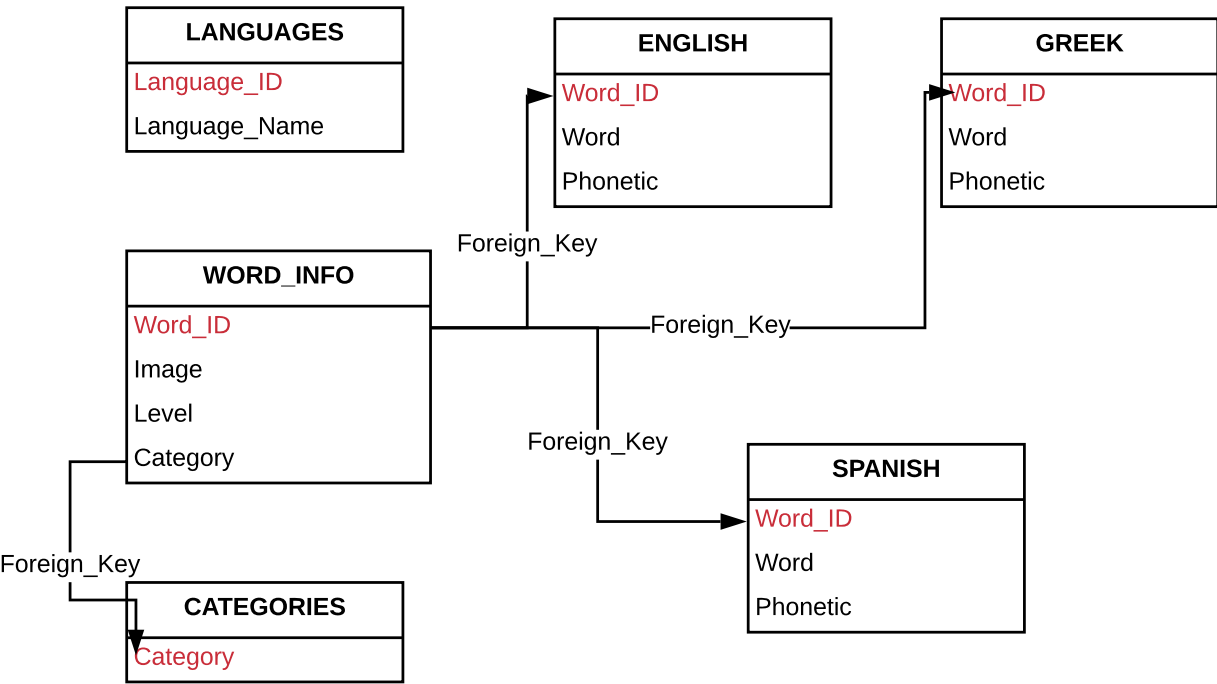 LANGUAGES
Language_ID
Language_Name
ENGLISH
Word_ID
Word
Phonetic
GREEK
Word_ID
Word
Phonetic
Foreign_Key
WORD_INFO
Word_ID
Image
Level
Category
Foreign_Key
Foreign_Key
SPANISH
Word_ID
Word
Phonetic
Foreign_Key
CATEGORIES
Category